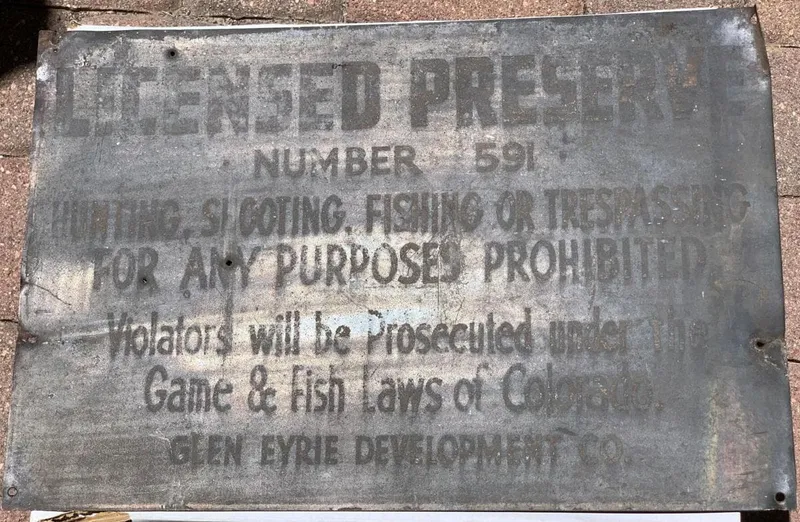 LICENSED PRESERVE
NUMBER 591
HUNTING, SHOOTING, FISHING OR TRESPASSING
FOR ANY PURPOSES PROHIBITED
Violators will be Prosecuted under The
Game & Fish Laws of Colorado.
GLEN EYRIE DEVELOPMENT CO.